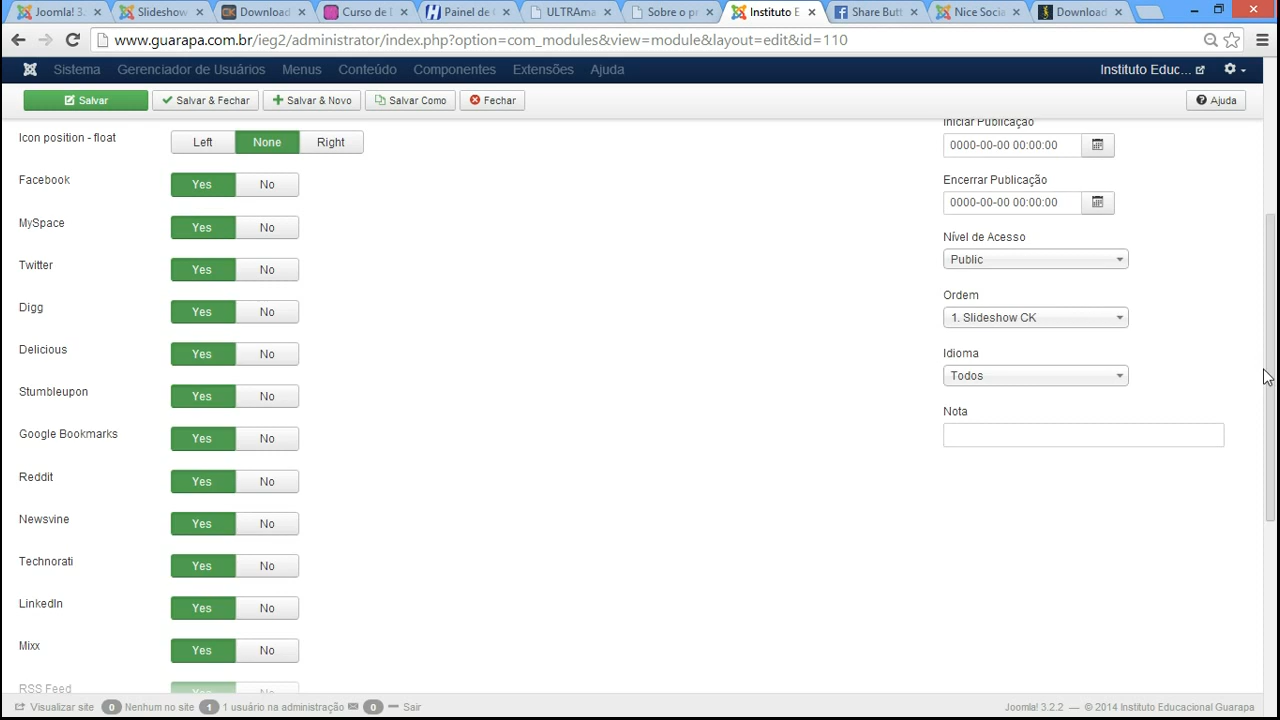 Joomla! 3.
Slideshow
Download
Curso de
Painel de
ULTRAma
Sobre o p
Instituto E
Share Butt
Nice Socia
Download
www.guarapa.com.br/ieg2/administrator/index.php?option=com_modules&view=module&layout=edit&id=110
Sistema Gerenciador de Usuários Menus Conteúdo Componentes Extensões Ajuda Instituto Educ...
Salvar Salvar & Fechar Salvar & Novo Salvar Como Fechar Ajuda
Icon position - float Left None Right
Facebook Yes No
MySpace Yes No
Twitter Yes No
Digg Yes No
Delicious Yes No
Stumbleupon Yes No
Google Bookmarks Yes No
Reddit Yes No
Newsvine Yes No
Technorati Yes No
LinkedIn Yes No
Mixx Yes No
RSS Feed Yes No
Iniciar Publicação
0000-00-00 00:00:00
Encerrar Publicação
0000-00-00 00:00:00
Nível de Acesso
Public
Ordem
1. Slideshow CK
Idioma
Todos
Nota
Visualizar site 0 Nenhum no site 1 1 usuário na administração 0 Sair Joomla! 3.2.2 — © 2014 Instituto Educacional Guarapa